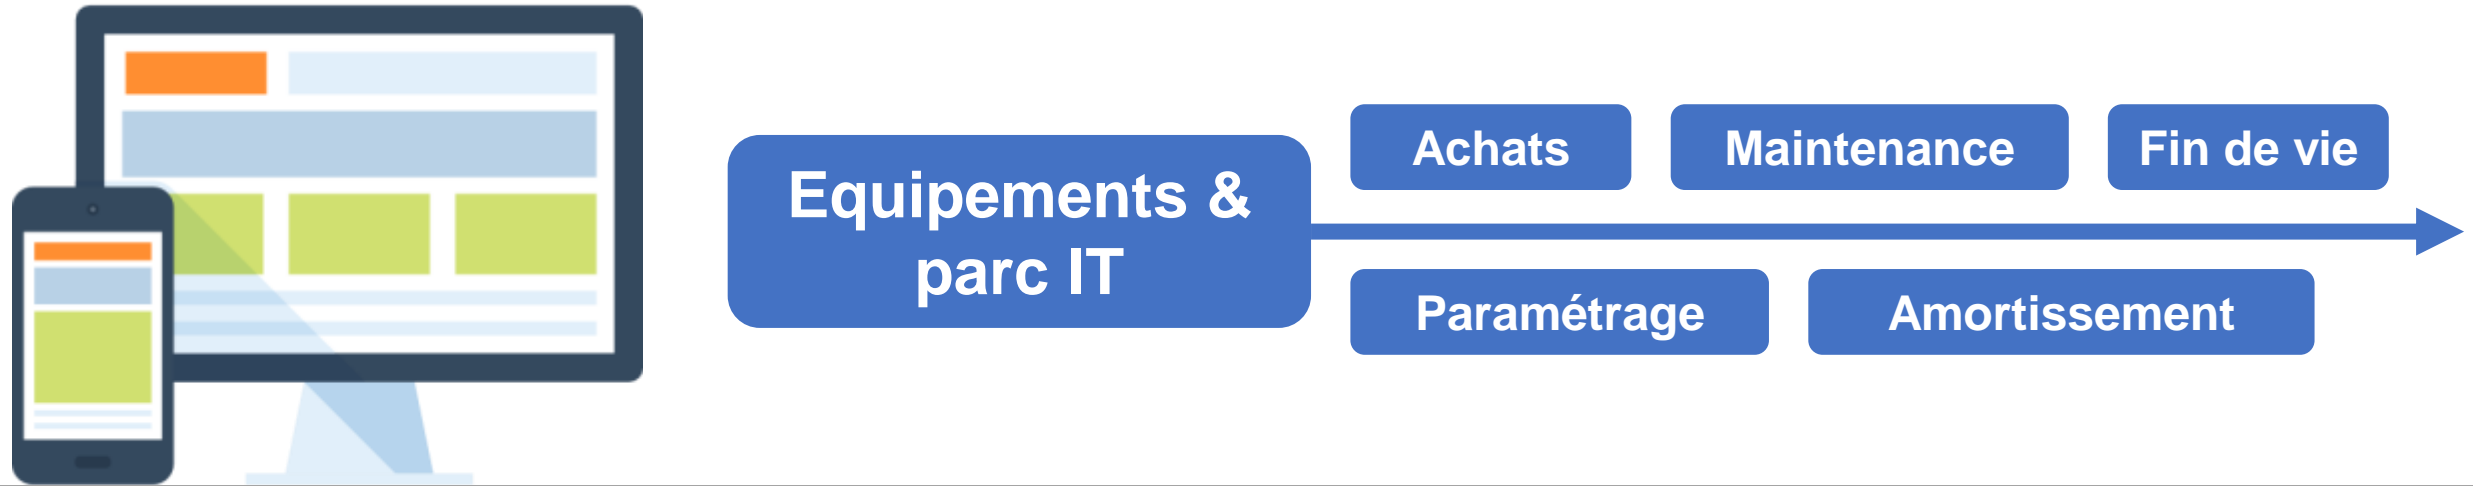 Equipements &
parc IT
Achats
Maintenance
Fin de vie
Paramétrage
Amortissement